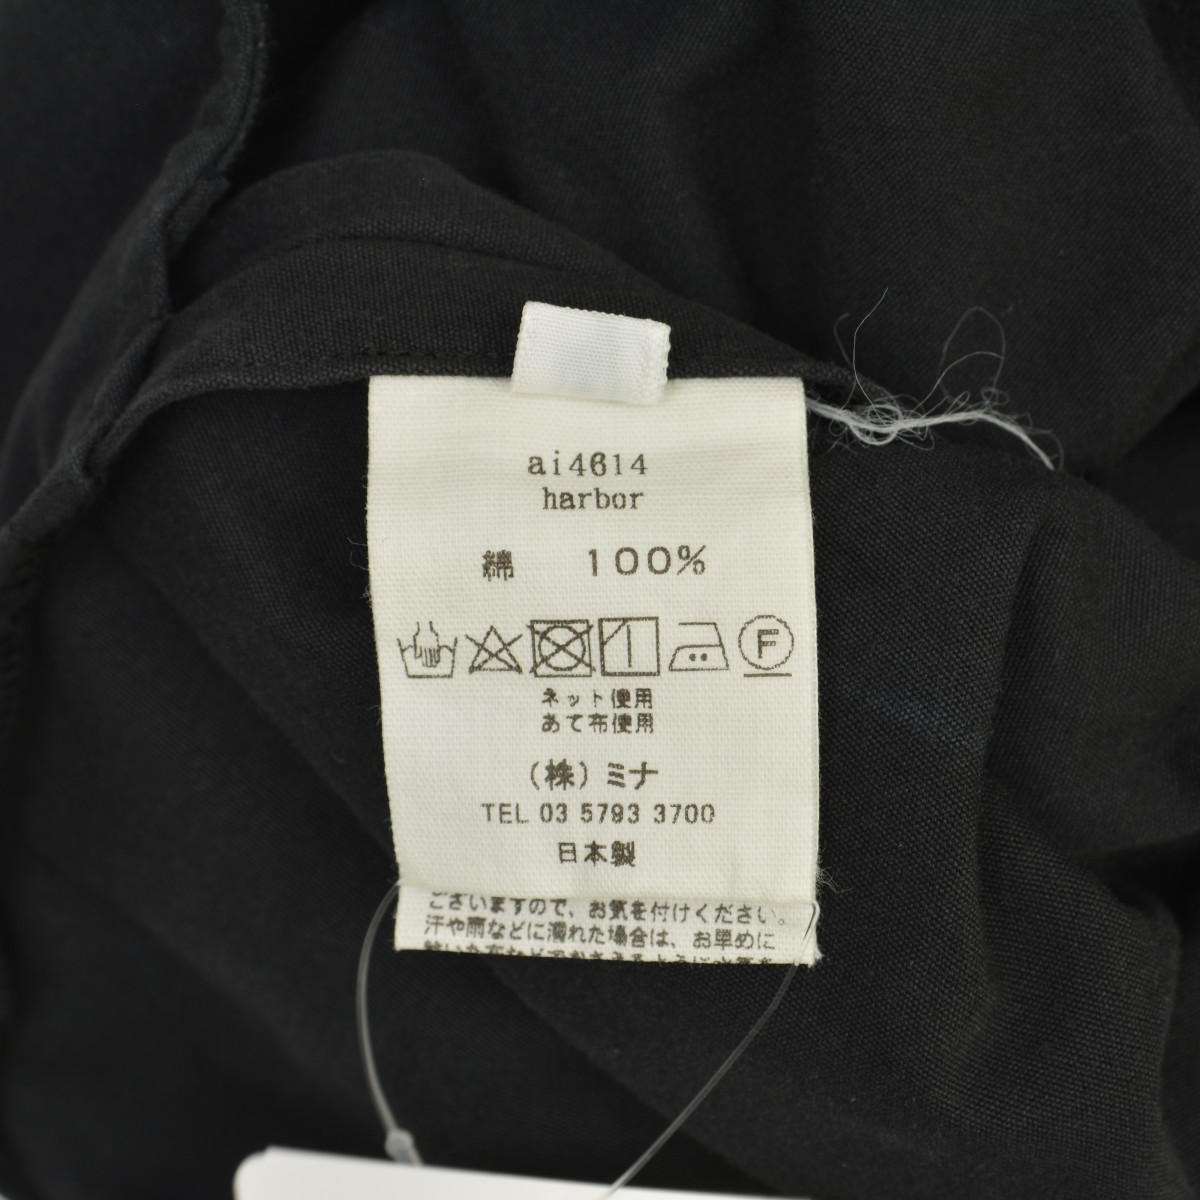 ai4614
harbor
綿 100%
F
ネット使用
あて布使用
(株)ミナ
TEL 03 5793 3700
日本製
ございますので、お気を付けください。
汗や雨などに濡れた場合は、お早めに